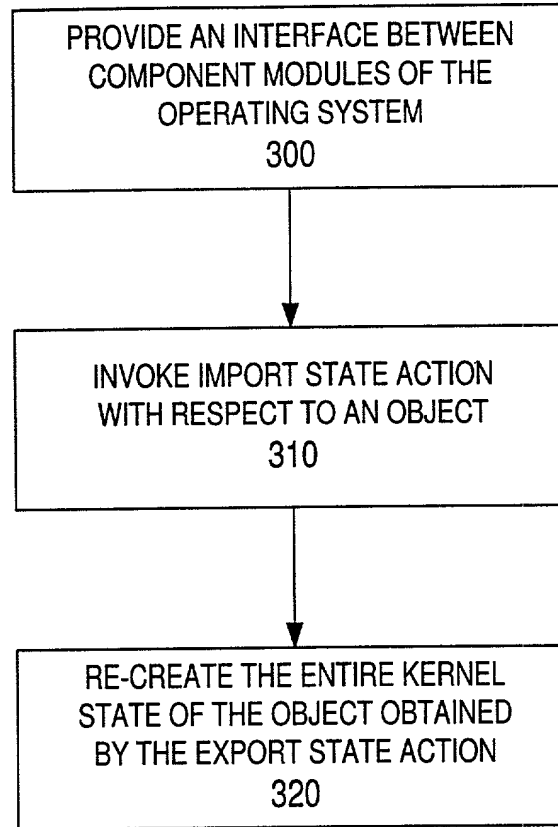 PROVIDE AN INTERFACE BETWEEN
COMPONENT MODULES OF THE
OPERATING SYSTEM
300
INVOKE IMPORT STATE ACTION
WITH RESPECT TO AN OBJECT
310
RE-CREATE THE ENTIRE KERNEL
STATE OF THE OBJECT OBTAINED
BY THE EXPORT STATE ACTION
320